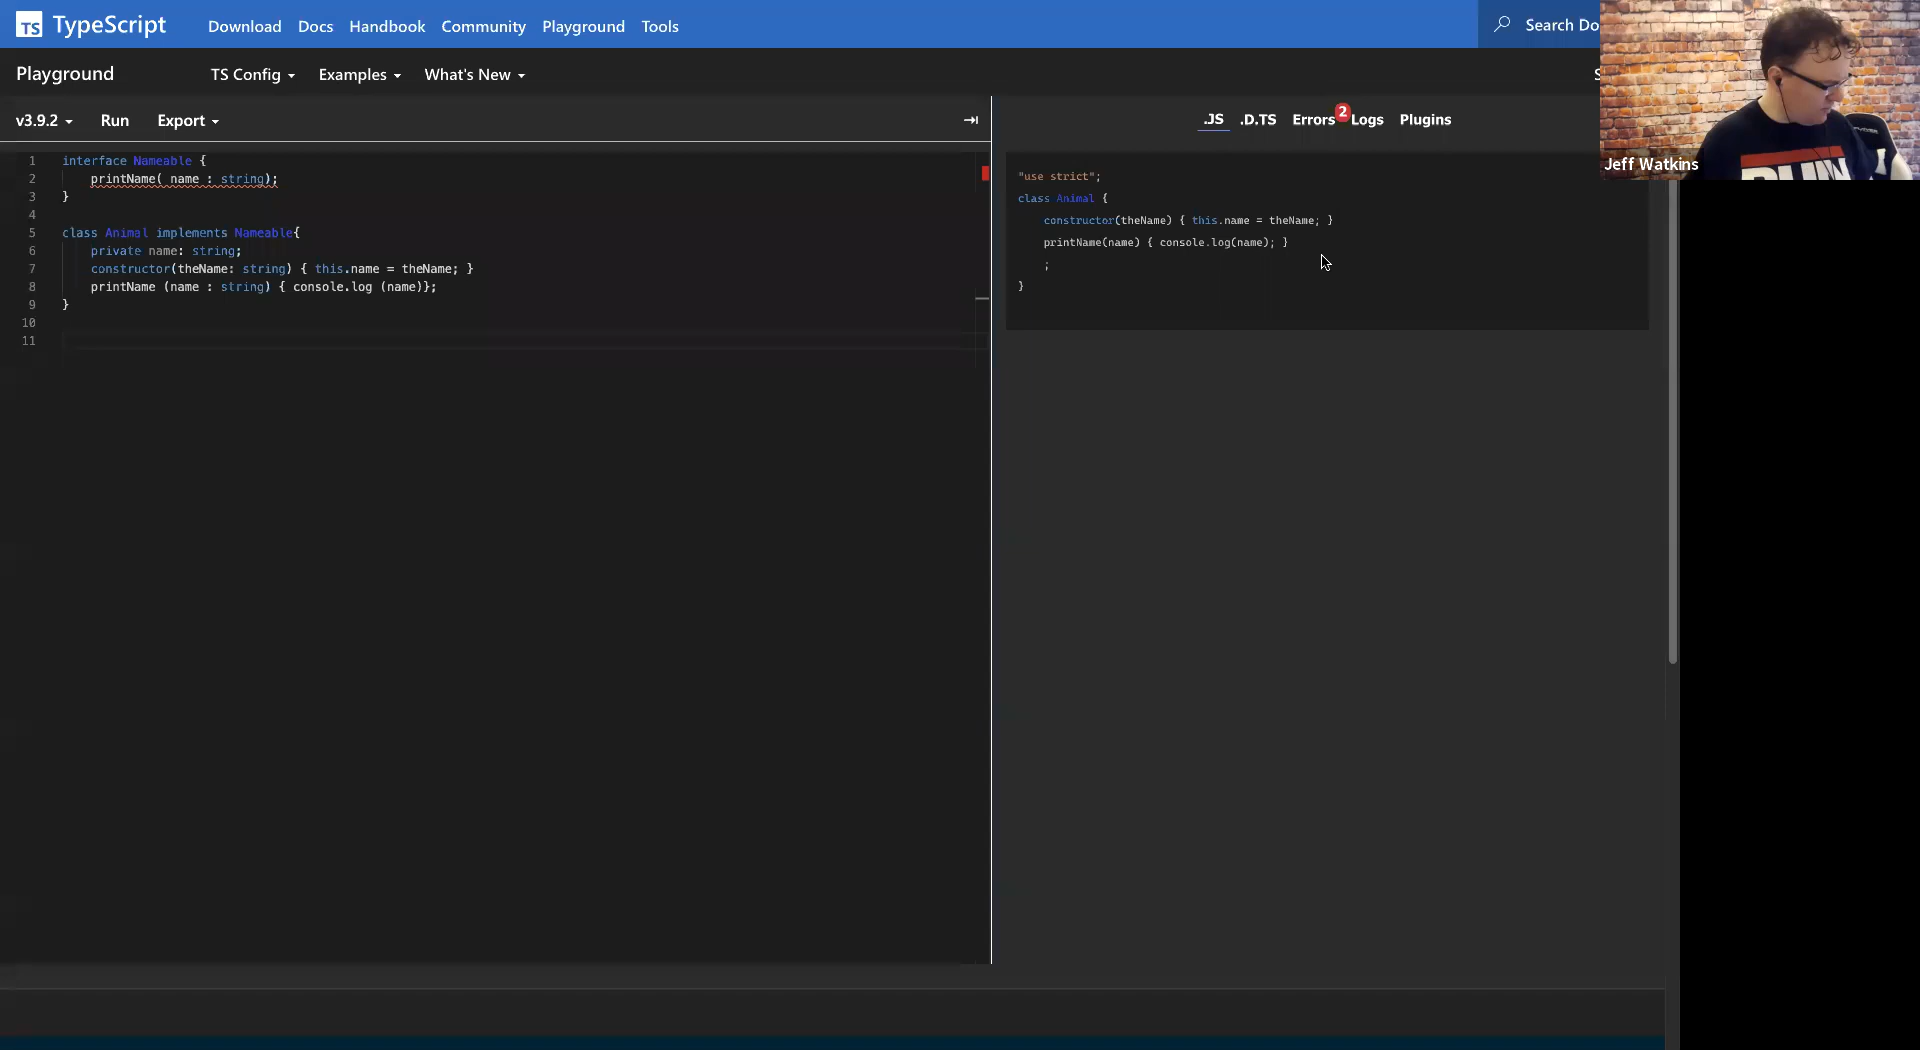 TS TypeScript Download Docs Handbook Community Playground Tools Search Do
Playground TS Config Examples What's New S
v3.9.2 Run Export
.JS .D.TS Errors 2 Logs Plugins
Jeff Watkins
1 interface Nameable {
2 printName( name : string);
3 }
4
5 class Animal implements Nameable{
6 private name: string;
7 constructor(theName: string) { this.name = theName; }
8 printName (name : string) { console.log (name)};
9 }
10
11
"use strict";
class Animal {
constructor(theName) { this.name = theName; }
printName(name) { console.log(name); }
;
}